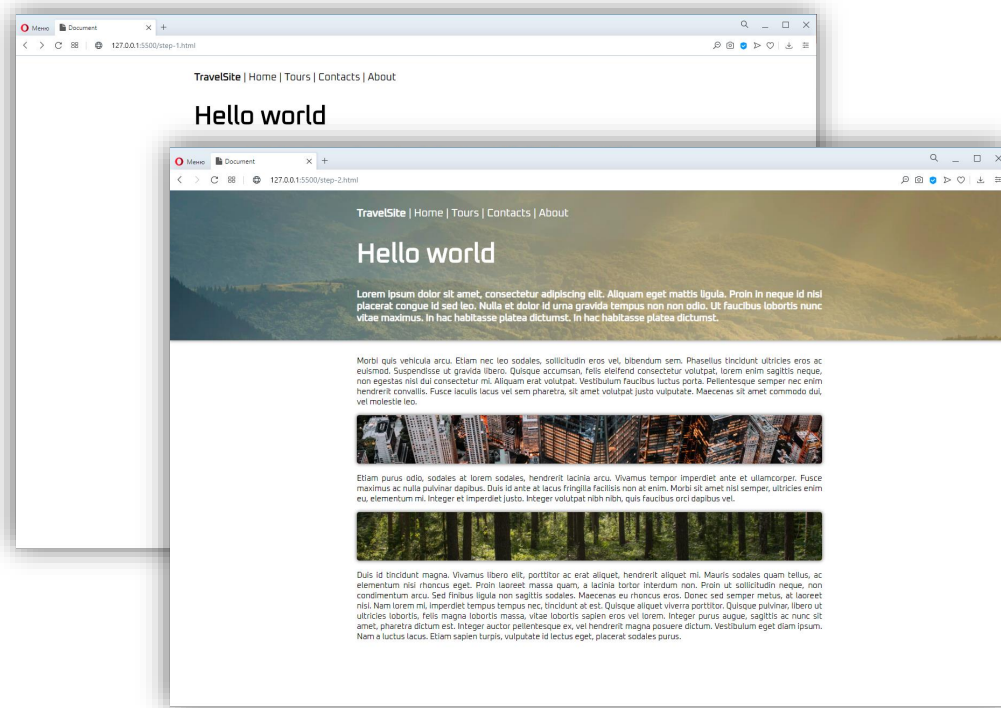 Меню
Document
127.0.0.1:5500/step-1.html
TravelSite | Home | Tours | Contacts | About
Hello world
Меню
Document
127.0.0.1:5500/step-2.html
TravelSite | Home | Tours | Contacts | About
Hello world
Lorem ipsum dolor sit amet, consectetur adipiscing elit. Aliquam eget mattis ligula. Proin in neque id nisi
placerat congue id sed leo. Nulla et dolor id urna gravida tempus non non odio. Ut faucibus lobortis nunc
vitae maximus. In hac habitasse platea dictumst. In hac habitasse platea dictumst.
Morbi quis vehicula arcu. Etiam nec leo sodales, sollicitudin eros vel, bibendum sem. Phasellus tincidunt ultricies eros ac
euismod. Suspendisse ut gravida libero. Quisque accumsan, felis eleifend consectetur volutpat, lorem enim sagittis neque,
non egestas nisl dui consectetur mi. Aliquam erat volutpat. Vestibulum faucibus luctus porta. Pellentesque semper nec enim
hendrerit convallis. Fusce iaculis lacus vel sem pharetra, sit amet volutpat justo vulputate. Maecenas sit amet commodo dui,
vel molestie leo.
Etiam purus odio, sodales at lorem sodales, hendrerit lacinia arcu. Vivamus tempor imperdiet ante et ullamcorper. Fusce
maximus ac nulla pulvinar dapibus. Duis id ante at lacus fringilla facilisis non at enim. Morbi sit amet nisl semper, ultricies enim
eu, elementum mi. Integer et imperdiet justo. Integer volutpat nibh nibh, quis faucibus orci dapibus vel.
Duis id tincidunt magna. Vivamus libero elit, porttitor ac erat aliquet, hendrerit aliquet mi. Mauris sodales quam tellus, ac
elementum nisi rhoncus eget. Proin laoreet massa quam, a lacinia tortor interdum non. Proin ut sollicitudin neque, non
condimentum arcu. Sed finibus ligula non sagittis sodales. Maecenas eu rhoncus eros. Donec sed semper metus, at laoreet
nisi. Nam lorem mi, imperdiet tempus tempus nec, tincidunt at est. Quisque aliquet viverra porttitor. Quisque pulvinar, libero ut
ultricies lobortis, felis magna lobortis massa, vitae lobortis sapien eros vel lorem. Integer purus augue, sagittis ac nunc sit
amet, pharetra dictum est. Integer auctor pellentesque ex, vel hendrerit magna posuere dictum. Vestibulum eget diam ipsum.
Nam a luctus lacus. Etiam sapien turpis, vulputate id lectus eget, placerat sodales purus.